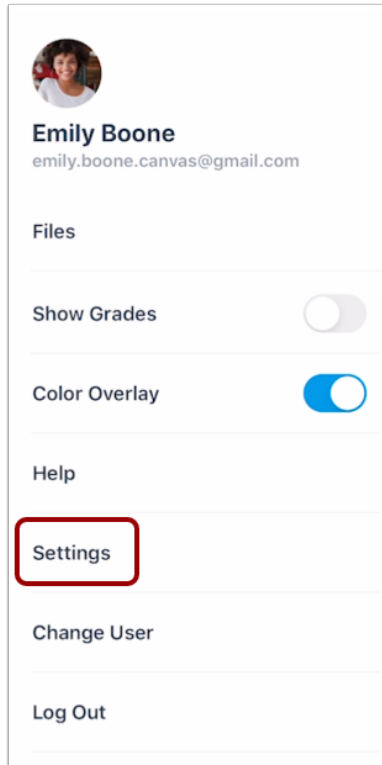 Emily Boone
emily.boone.canvas@gmail.com
Files
Show Grades
Color Overlay
Help
Settings
Change User
Log Out